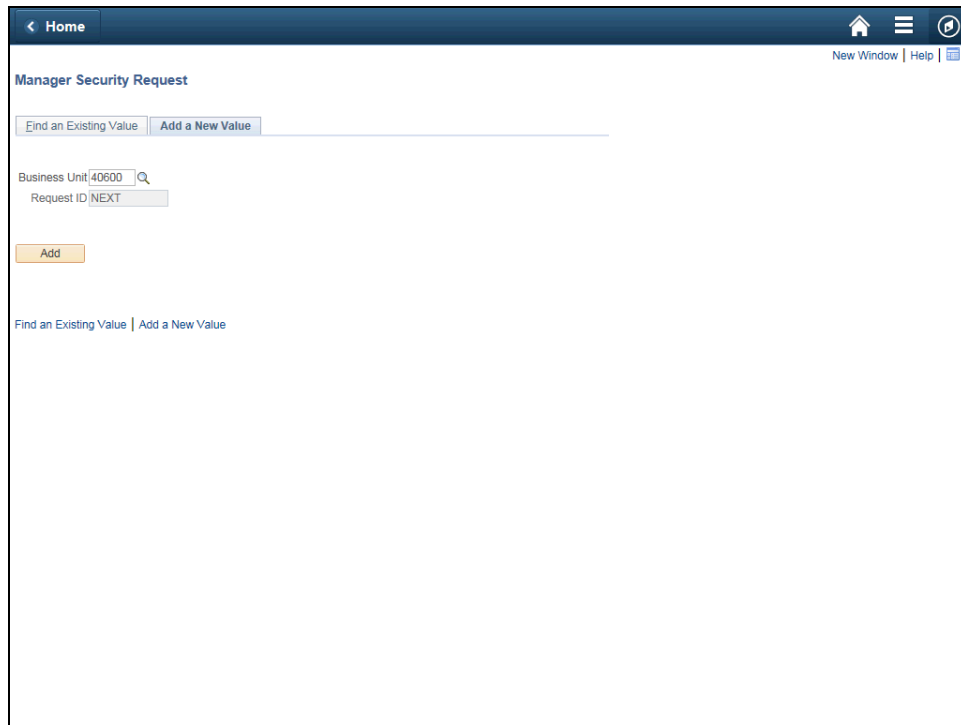 Home
New Window | Help |
Manager Security Request
Find an Existing Value Add a New Value
Business Unit 40600
Request ID NEXT
Add
Find an Existing Value | Add a New Value